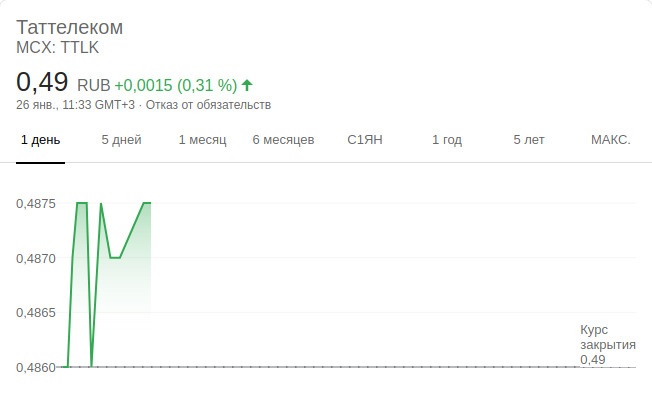 Таттелеком
MCX: TTLK
0,49 RUB +0,0015 (0,31 %)
26 янв., 11:33 GMT+3 · Отказ от обязательств
1 день 5 дней 1 месяц 6 месяцев С1ЯН 1 год 5 лет МАКС.
0,4875
0,4870
0,4865
0,4860
Курс
закрытия
0,49